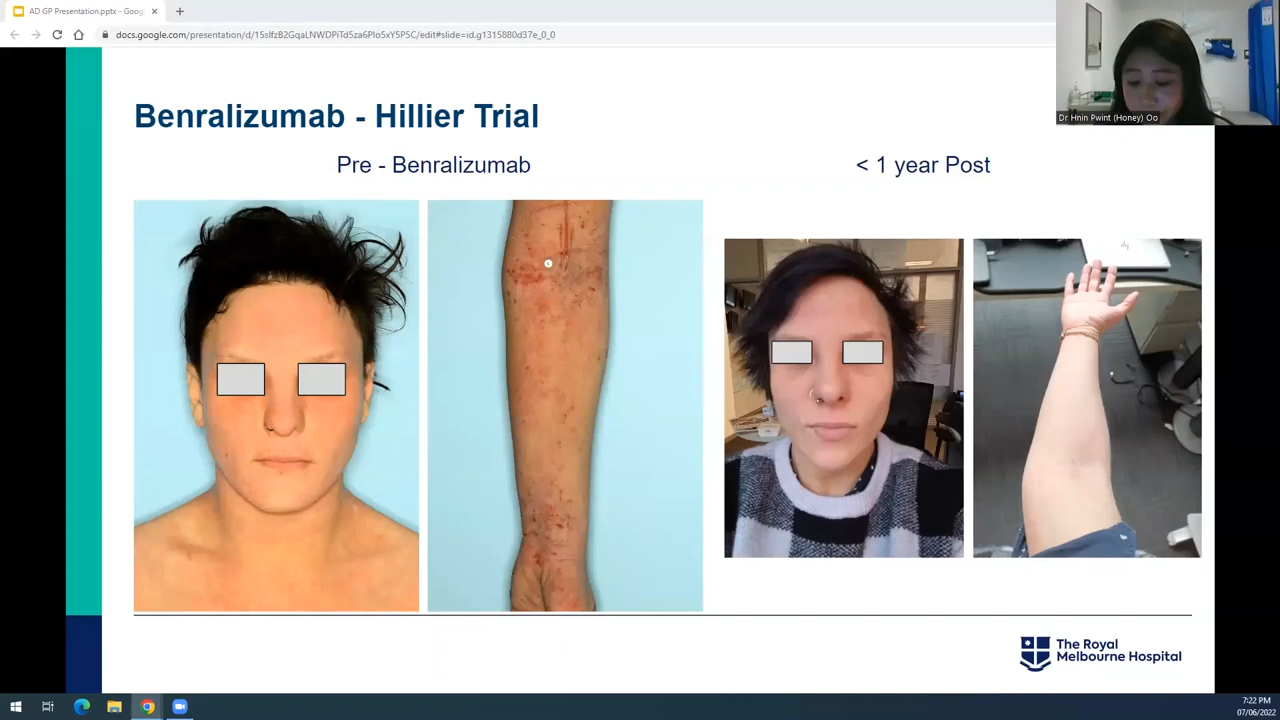 AD GP Presentation.pptx - Goog
docs.google.com/presentation/d/15slfzB2GqaLNWDPiTd5za6PIo5xY5P5C/edit#slide=id.g1315880d37e_0_0
Dr Hnin Pwint (Honey) Oo
Benralizumab - Hillier Trial
Pre - Benralizumab
< 1 year Post
The Royal
Melbourne Hospital
7:22 PM
07/06/2022